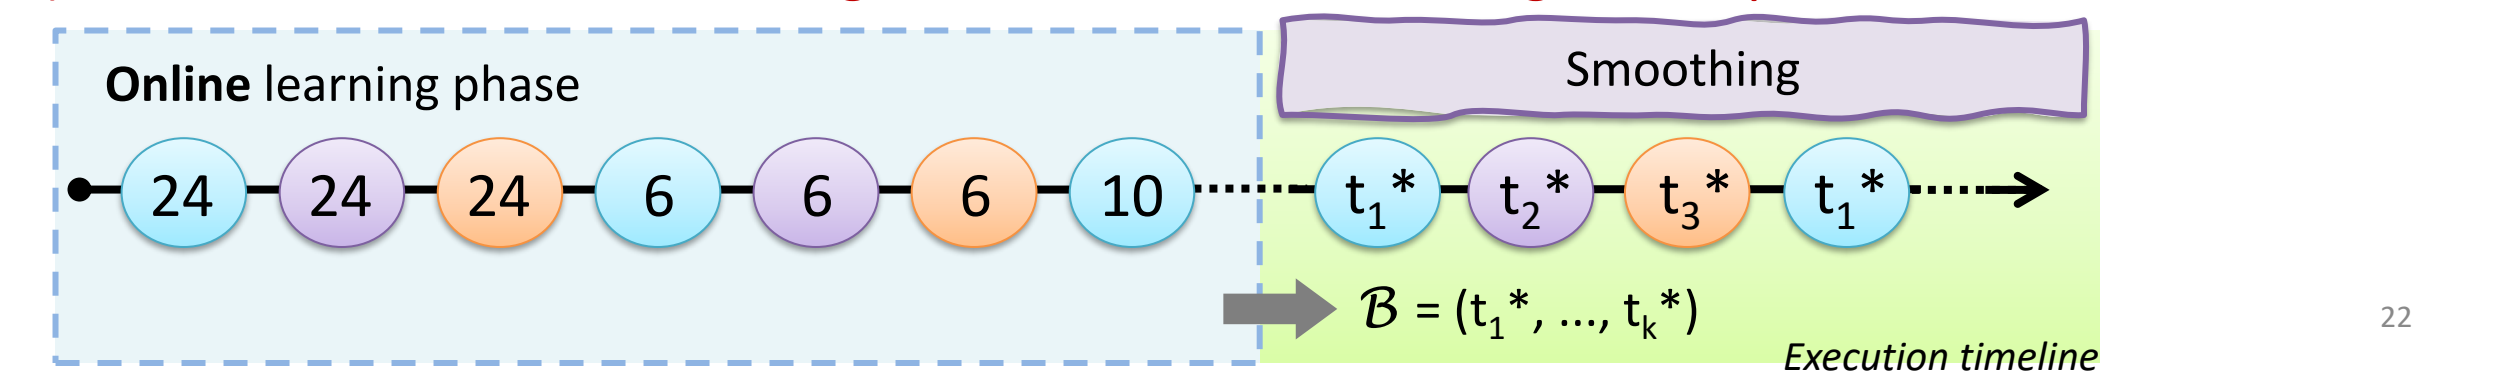 Online learning phase
Smoothing
24 24 24 6 6 6 10 t₁* t₂* t₃* t₁*
ℬ = (t₁*, ..., tₖ*)
22
Execution timeline